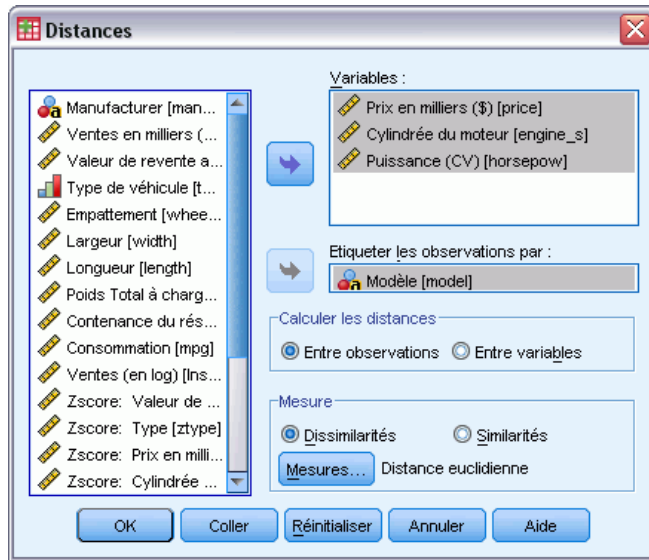 Distances
Manufacturer [man...
Ventes en milliers (...
Valeur de revente a...
Type de véhicule [t...
Empattement [whee...
Largeur [width]
Longueur [length]
Poids Total à charg...
Contenance du rés...
Consommation [mpg]
Ventes (en log) [lns...
Zscore: Valeur de ...
Zscore: Type [ztype]
Zscore: Prix en milli...
Zscore: Cylindrée ...
Variables :
Prix en milliers ($) [price]
Cylindrée du moteur [engine_s]
Puissance (CV) [horsepow]
Etiqueter les observations par :
Modèle [model]
Calculer les distances
Entre observations Entre variables
Mesure
Dissimilarités Similarités
Mesures... Distance euclidienne
OK Coller Réinitialiser Annuler Aide